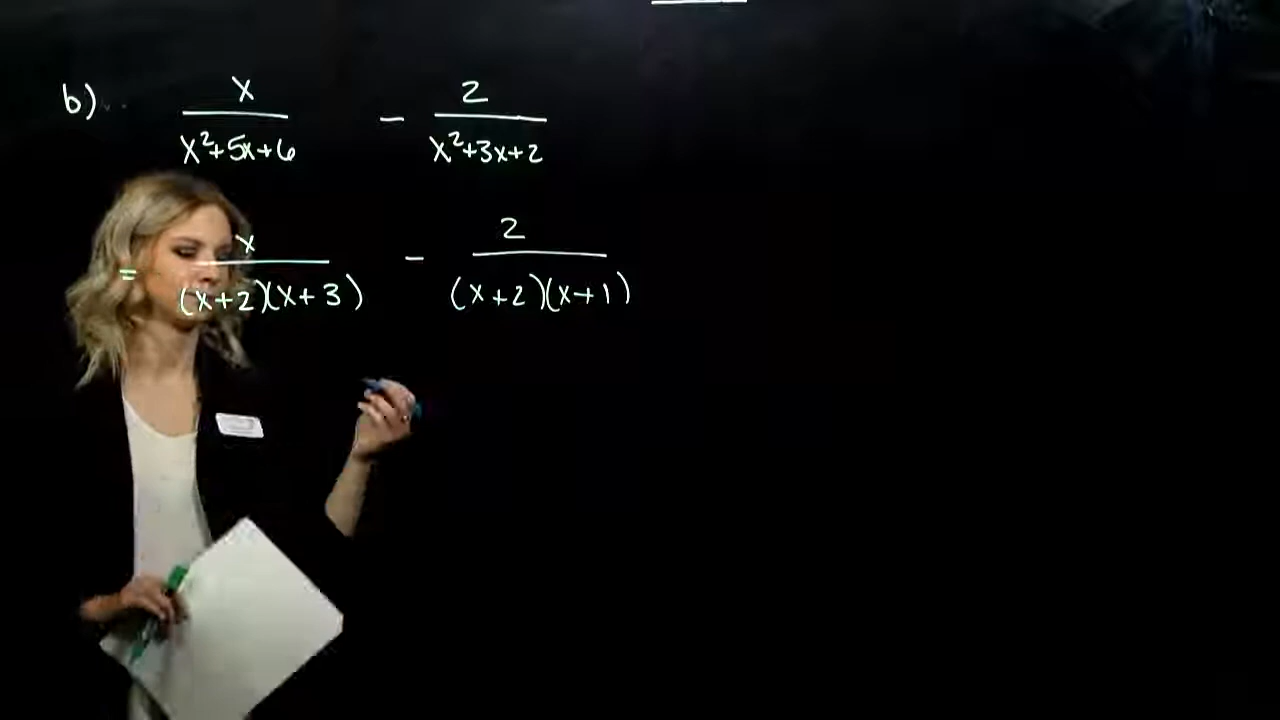 b) x/(x²+5x+6) - 2/(x²+3x+2)
= x/((x+2)(x+3)) - 2/((x+2)(x+1))